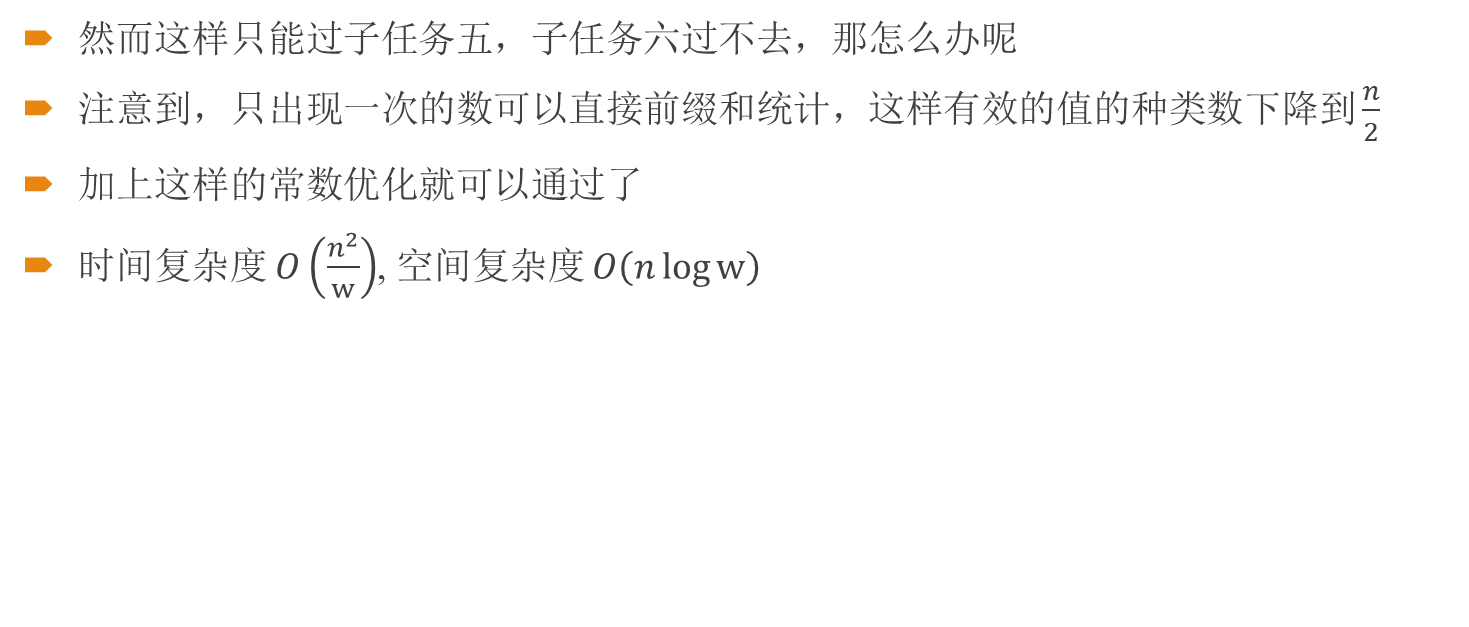 然而这样只能过子任务五，子任务六过不去，那怎么办呢
注意到，只出现一次的数可以直接前缀和统计，这样有效的值的种类数下降到 n/2
加上这样的常数优化就可以通过了
时间复杂度 O(n²/w), 空间复杂度 O(n log w)